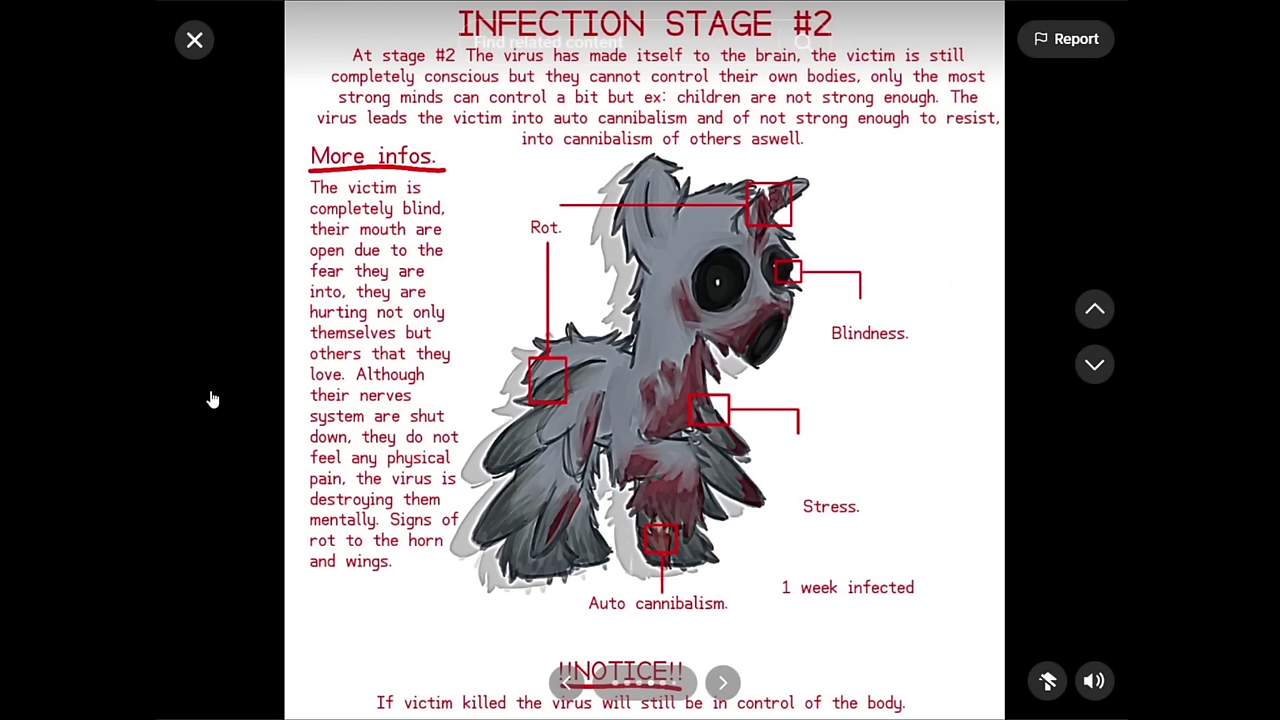 INFECTION STAGE #2
Find related content
Report
At stage #2 The virus has made itself to the brain, the victim is still
completely conscious but they cannot control their own bodies, only the most
strong minds can control a bit but ex: children are not strong enough. The
virus leads the victim into auto cannibalism and of not strong enough to resist,
into cannibalism of others aswell.
More infos.
The victim is
completely blind,
their mouth are
open due to the
fear they are
into, they are
hurting not only
themselves but
others that they
love. Although
their nerves
system are shut
down, they do not
feel any physical
pain, the virus is
destroying them
mentally. Signs of
rot to the horn
and wings.
Rot.
Blindness.
Stress.
Auto cannibalism.
1 week infected
!!NOTICE!!
If victim killed the virus will still be in control of the body.